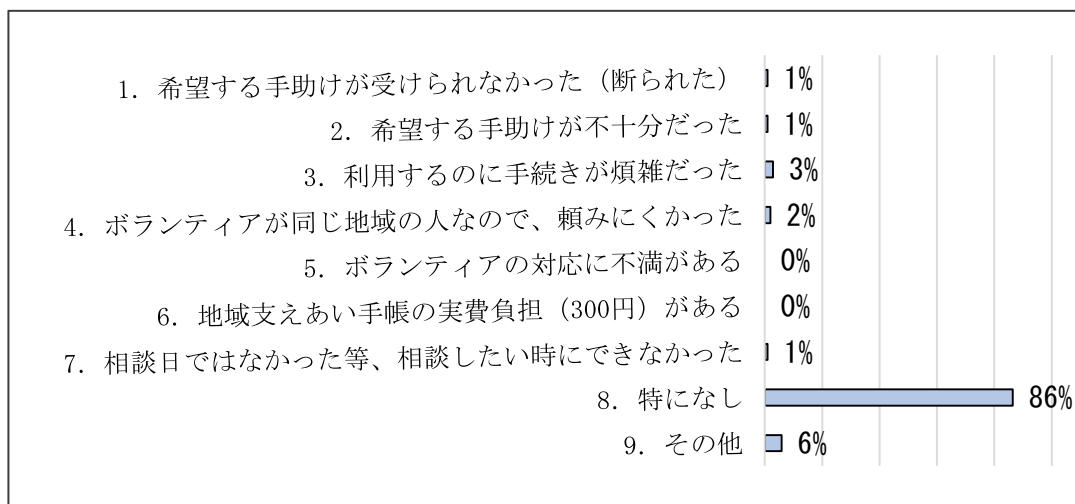 1. 希望する手助けが受けられなかった（断られた） 1%
2. 希望する手助けが不十分だった 1%
3. 利用するのに手続きが煩雑だった 3%
4. ボランティアが同じ地域の人なので、頼みにくかった 2%
5. ボランティアの対応に不満がある 0%
6. 地域支えあい手帳の実費負担（300円）がある 0%
7. 相談日ではなかった等、相談したい時にできなかった 1%
8. 特になし 86%
9. その他 6%